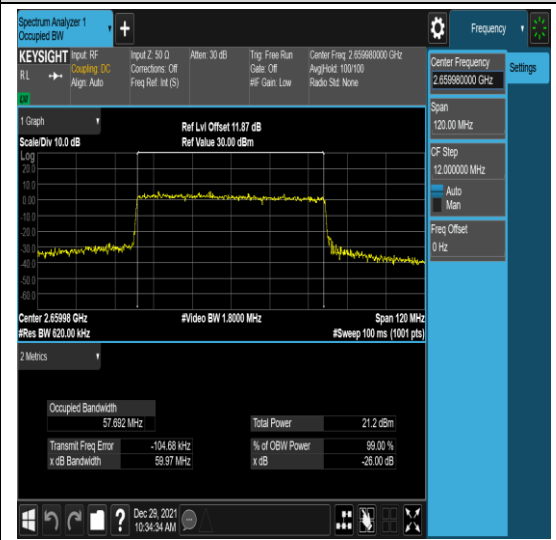 Spectrum Analyzer 1
Occupied BW
+
Frequency
KEYSIGHT
RL
Input: RF
Coupling: DC
Align: Auto
Input Z: 50 Ω
Corrections: Off
Freq Ref: Int (S)
Atten: 30 dB
Trig: Free Run
Gate: Off
#IF Gain: Low
Center Freq: 2.659980000 GHz
Avg|Hold: 100/100
Radio Std: None
Center Frequency
2.659980000 GHz
Settings
Span
120.00 MHz
CF Step
12.000000 MHz
Auto
Man
Freq Offset
0 Hz
1 Graph
Scale/Div 10.0 dB
Ref Lvl Offset 11.87 dB
Ref Value 30.00 dBm
Log
20.0
10.0
0.00
-10.0
-20.0
-30.0
-40.0
-50.0
-60.0
Center 2.65998 GHz
#Res BW 620.00 kHz
#Video BW 1.8000 MHz
Span 120 MHz
#Sweep 100 ms (1001 pts)
2 Metrics
Occupied Bandwidth
57.692 MHz
Total Power 21.2 dBm
Transmit Freq Error -104.68 kHz
% of OBW Power 99.00 %
x dB Bandwidth 59.97 MHz
x dB -26.00 dB
?
Dec 29, 2021
10:34:34 AM